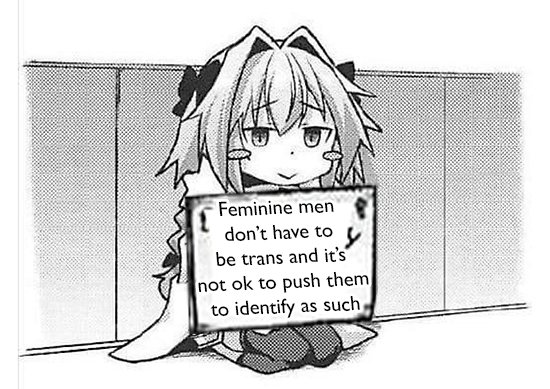 Feminine men
don't have to
be trans and it's
not ok to push them
to identify as such